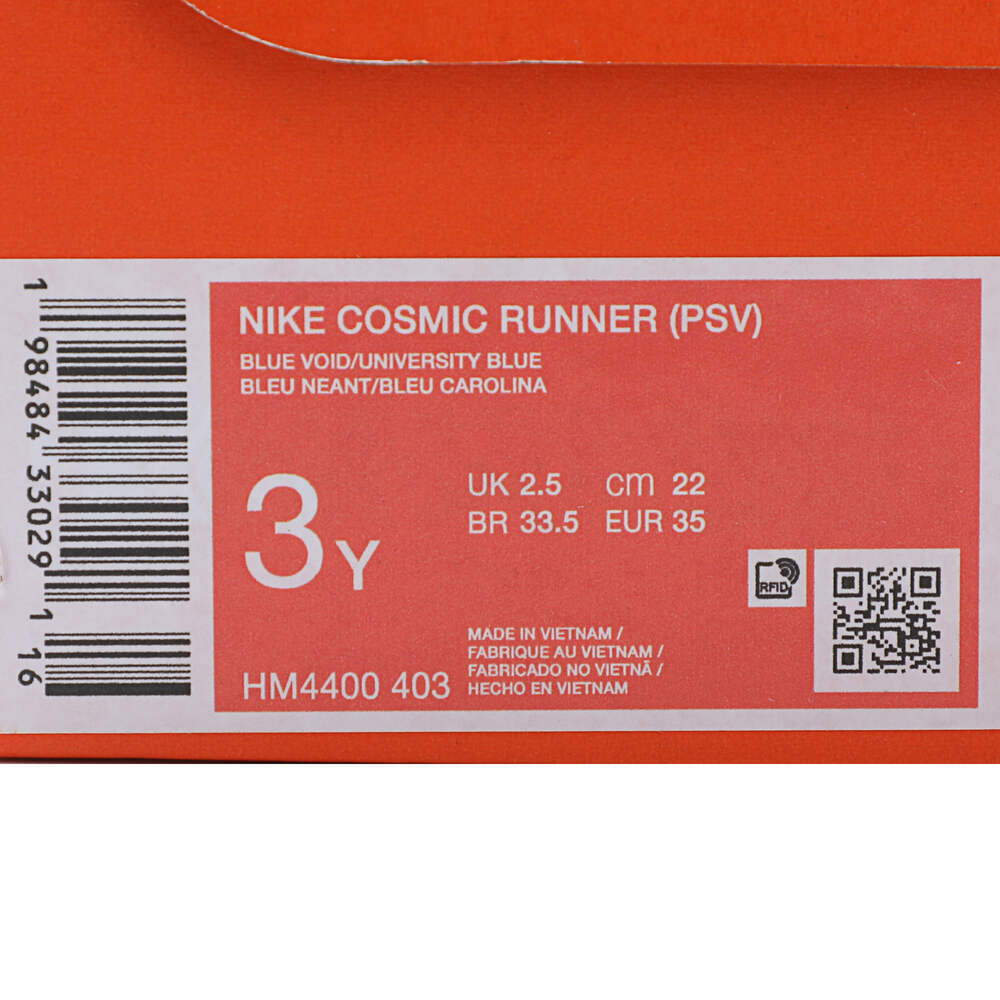 NIKE COSMIC RUNNER (PSV)
BLUE VOID/UNIVERSITY BLUE
BLEU NEANT/BLEU CAROLINA
3Y
UK 2.5 cm 22
BR 33.5 EUR 35
RFID
MADE IN VIETNAM /
FABRIQUE AU VIETNAM /
FABRICADO NO VIETNÃ /
HECHO EN VIETNAM
HM4400 403
1 98484 33029 1 16